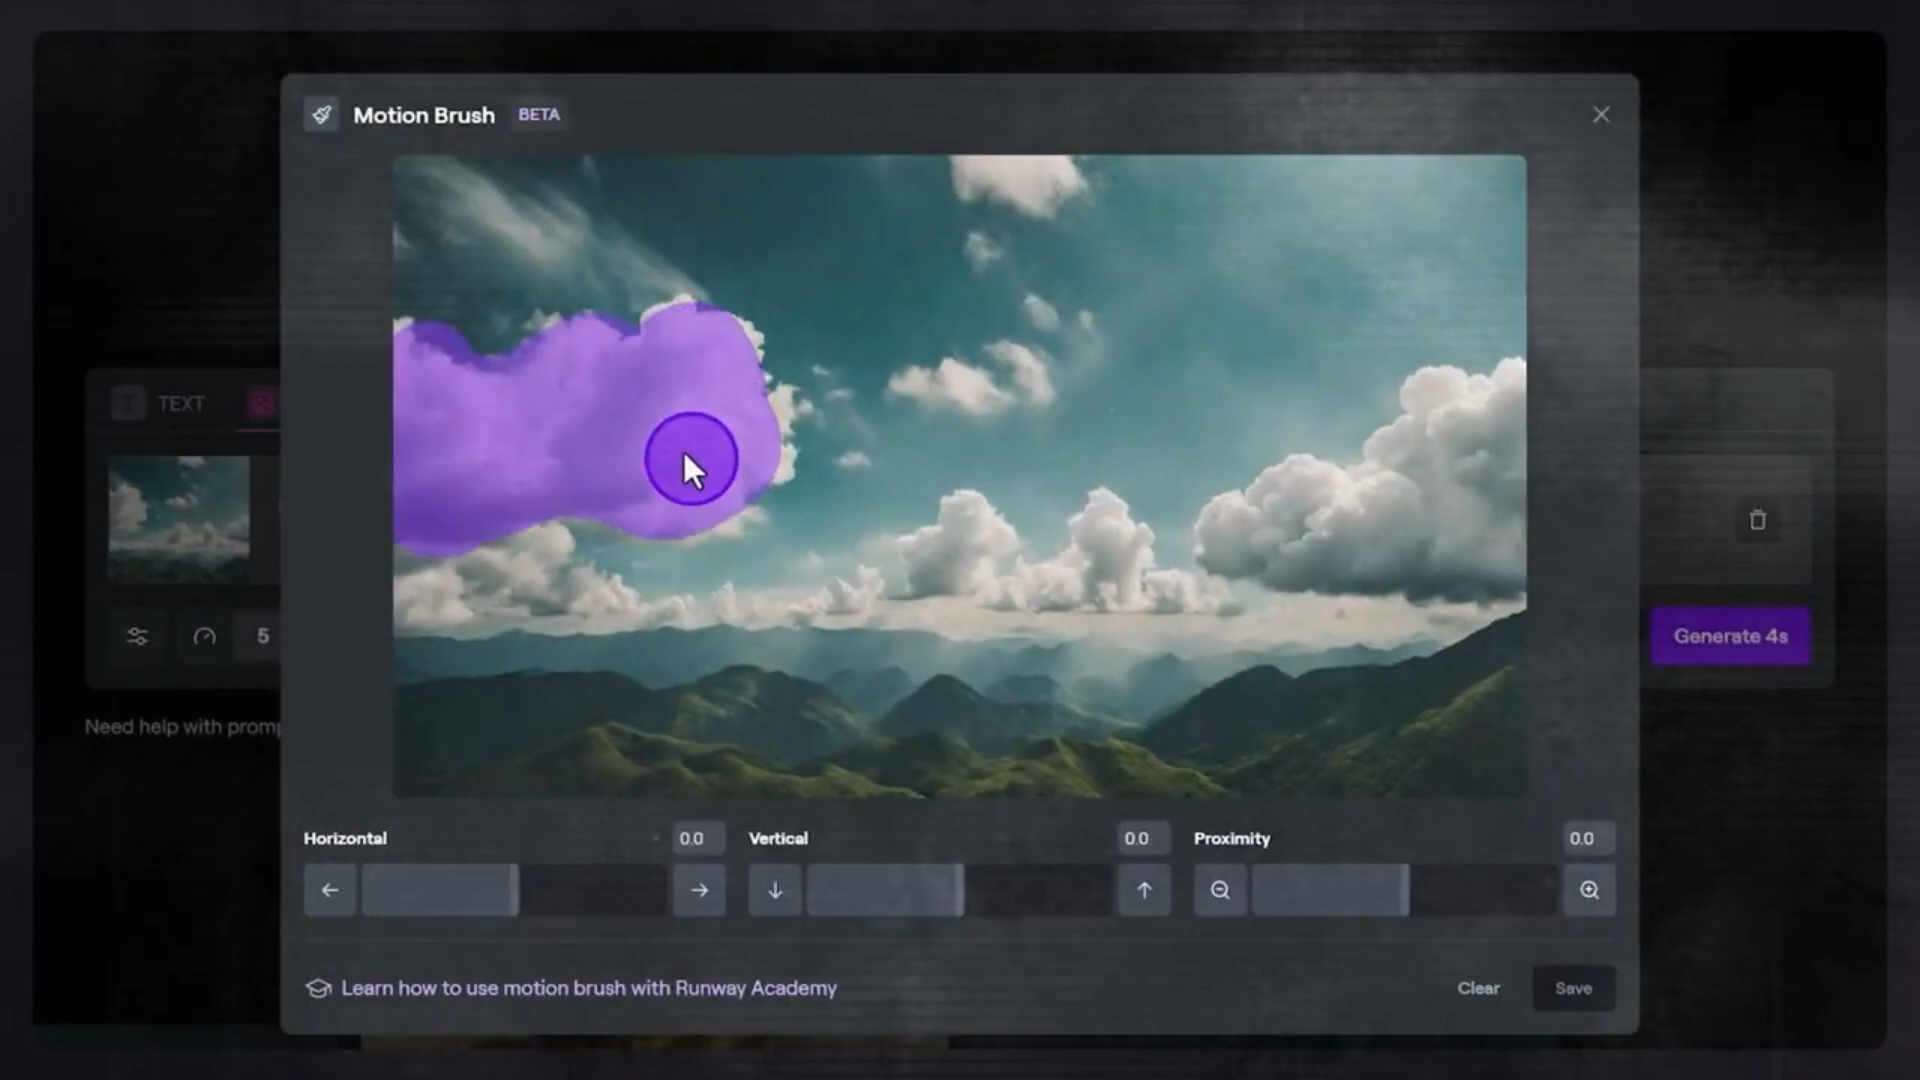 Motion Brush BETA
TEXT
5
Generate 4s
Need help with promp
Horizontal 0.0 Vertical 0.0 Proximity 0.0
Learn how to use motion brush with Runway Academy
Clear Save